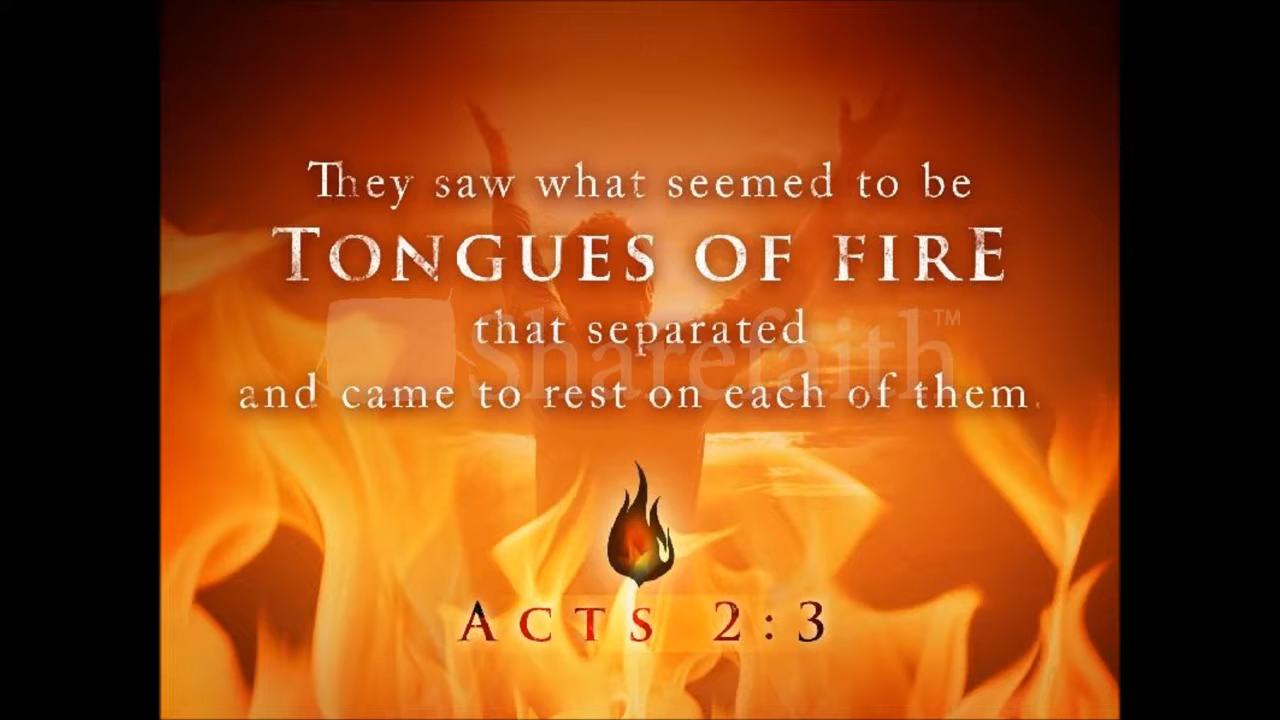 They saw what seemed to be
TONGUES OF FIRE
that separated
Sharefaith™
and came to rest on each of them.
ACTS 2:3